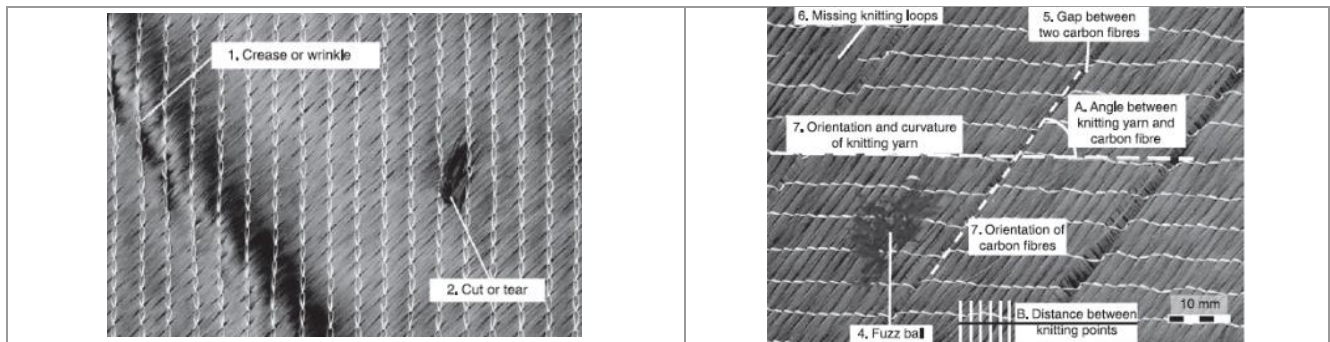 1. Crease or wrinkle
2. Cut or tear
6. Missing knitting loops
5. Gap between
two carbon fibres
A. Angle between
knitting yarn and
carbon fibre
7. Orientation and curvature
of knitting yarn
7. Orientation of
carbon fibres
10 mm
4. Fuzz ball
B. Distance between
knitting points